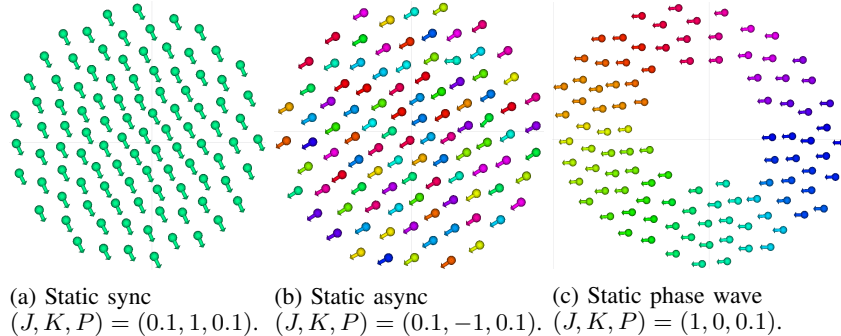 (a) Static sync
(J, K, P) = (0.1, 1, 0.1).
(b) Static async
(J, K, P) = (0.1, −1, 0.1).
(c) Static phase wave
(J, K, P) = (1, 0, 0.1).